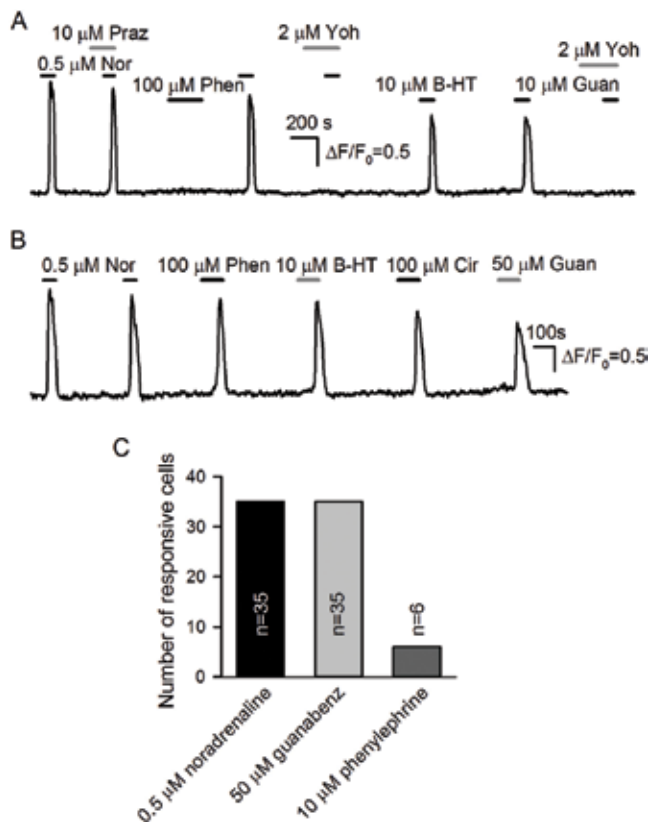 A
10 μM Praz
2 μM Yoh
2 μM Yoh
0.5 μM Nor
100 μM Phen
10 μM B-HT
10 μM Guan
200 s
ΔF/F₀=0.5
B
0.5 μM Nor
100 μM Phen
10 μM B-HT
100 μM Cir
50 μM Guan
100s
ΔF/F₀=0.5
C
Number of responsive cells
40
30
20
10
0
n=35
n=35
n=6
0.5 μM noradrenaline
50 μM guanabenz
10 μM phenylephrine